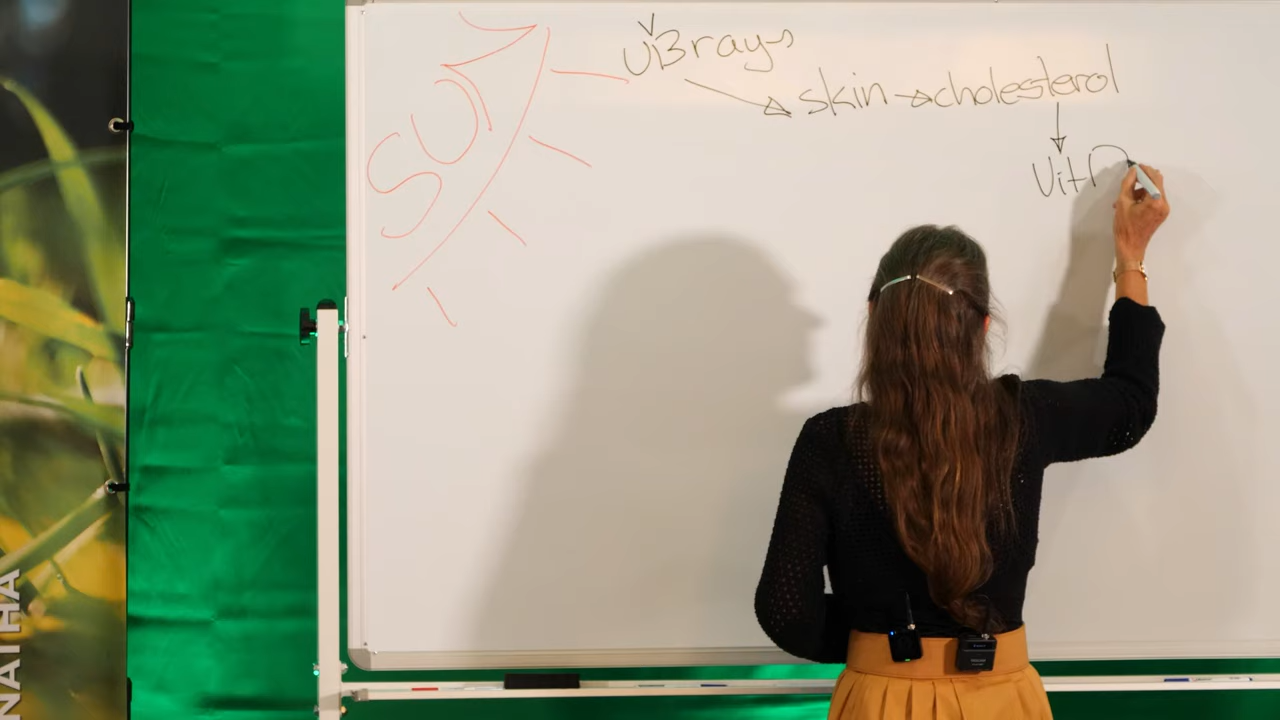 SUN
UVB rays
→ skin → cholesterol
↓
Vit D
NATHA